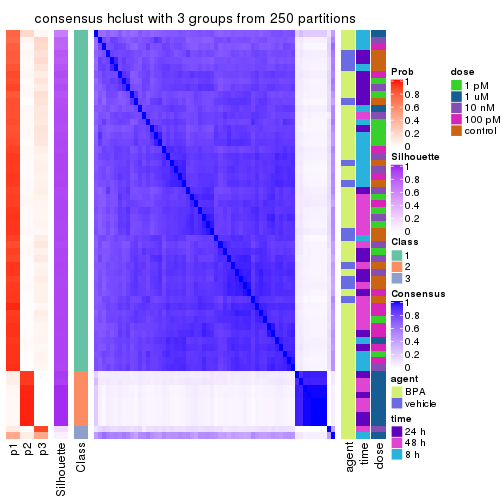 consensus hclust with 3 groups from 250 partitions
Prob
1
0.8
0.6
0.4
0.2
0
Silhouette
1
0.8
0.6
0.4
0.2
0
Class
1
2
3
Consensus
1
0.8
0.6
0.4
0.2
0
agent
BPA
vehicle
time
24 h
48 h
8 h
dose
1 pM
1 uM
10 nM
100 pM
control
p1
p2
p3
Silhouette
Class
agent
time
dose